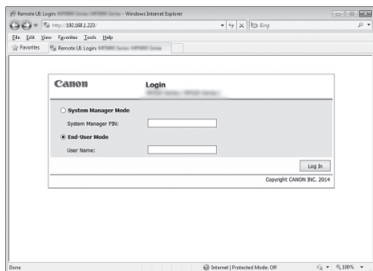 Remote UI: Login - Windows Internet Explorer
http://192.168.1.223/
Bing
File Edit View Favorites Tools Help
Favorites
Remote UI: Login
Canon
Login
System Manager Mode
System Manager PIN:
End-User Mode
User Name:
Log In
Copyright CANON INC. 2014
Done
Internet | Protected Mode: Off
100%